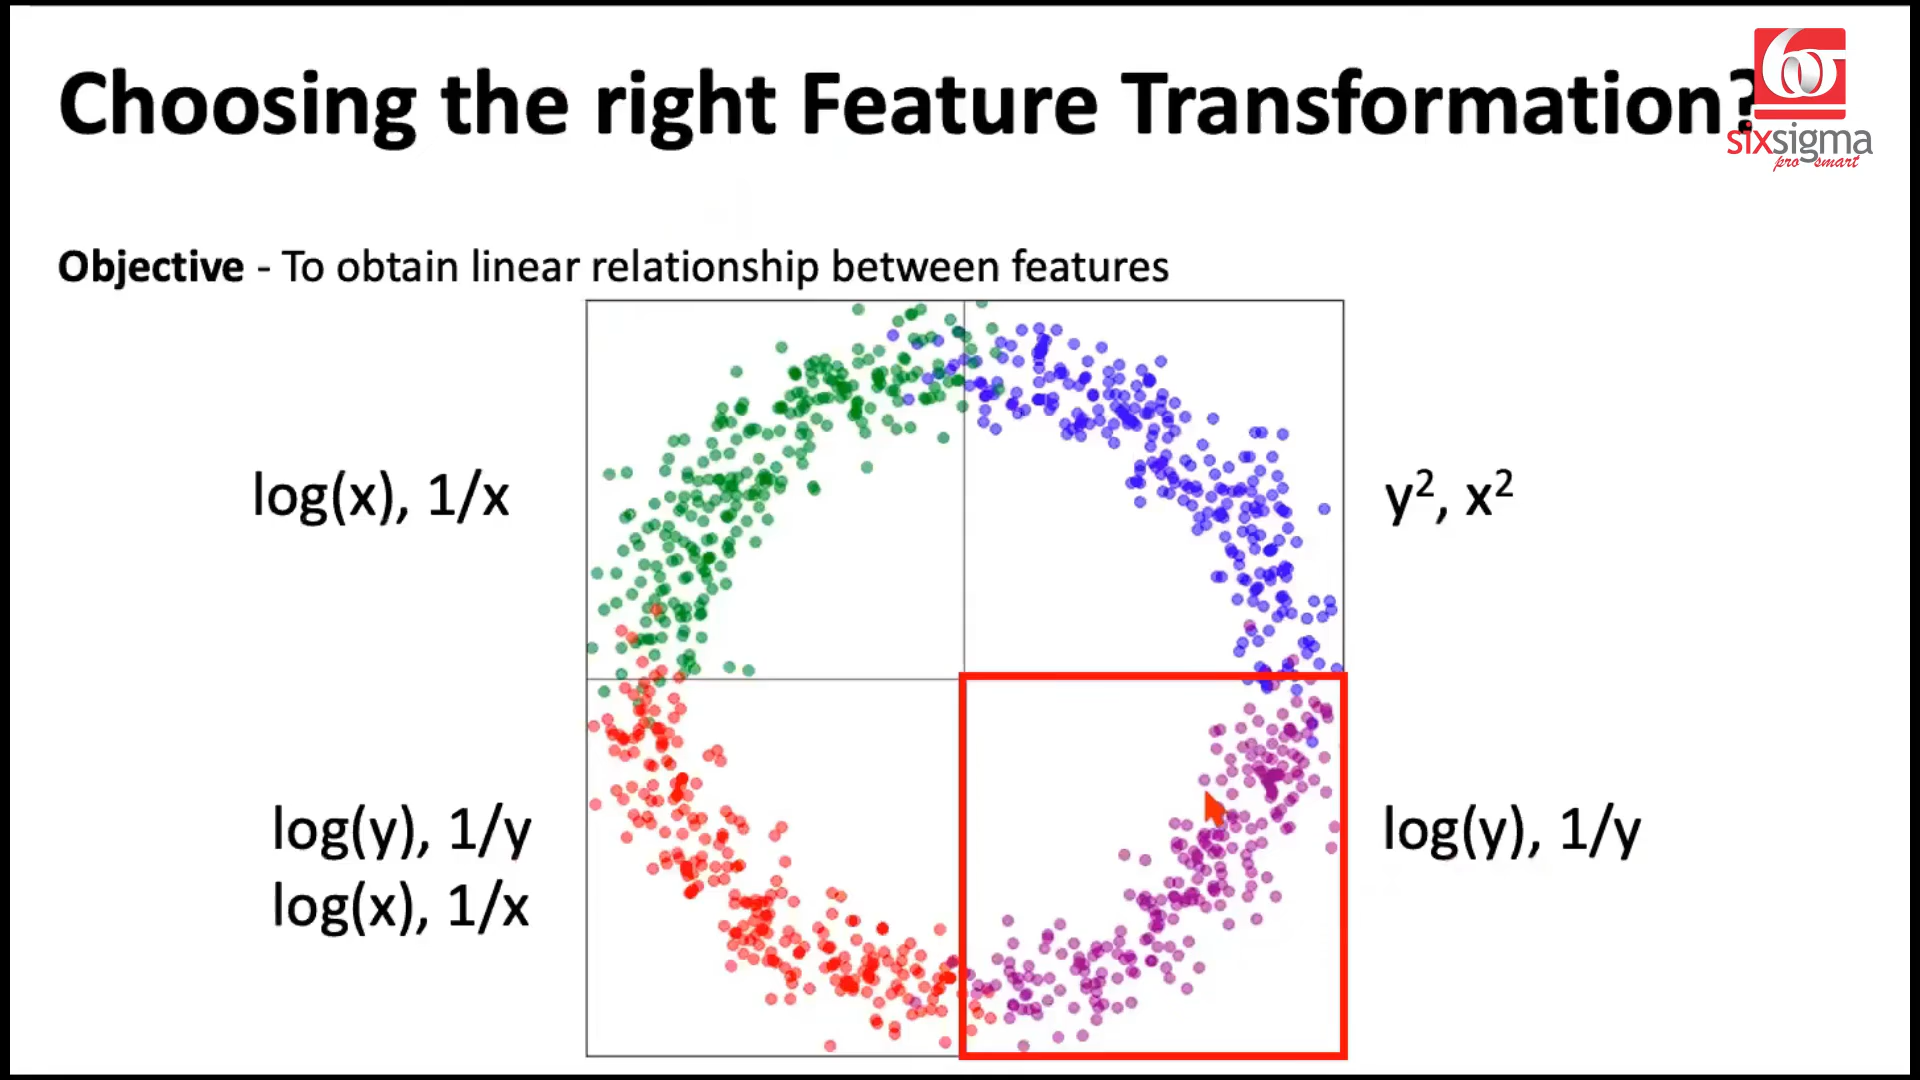 Choosing the right Feature Transformation?
sixsigma
pro smart
Objective - To obtain linear relationship between features
log(x), 1/x
y², x²
log(y), 1/y
log(x), 1/x
log(y), 1/y